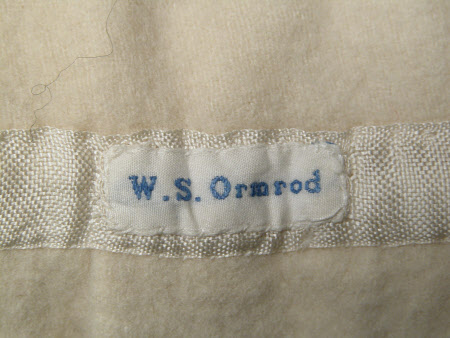 W. S. Ormrod